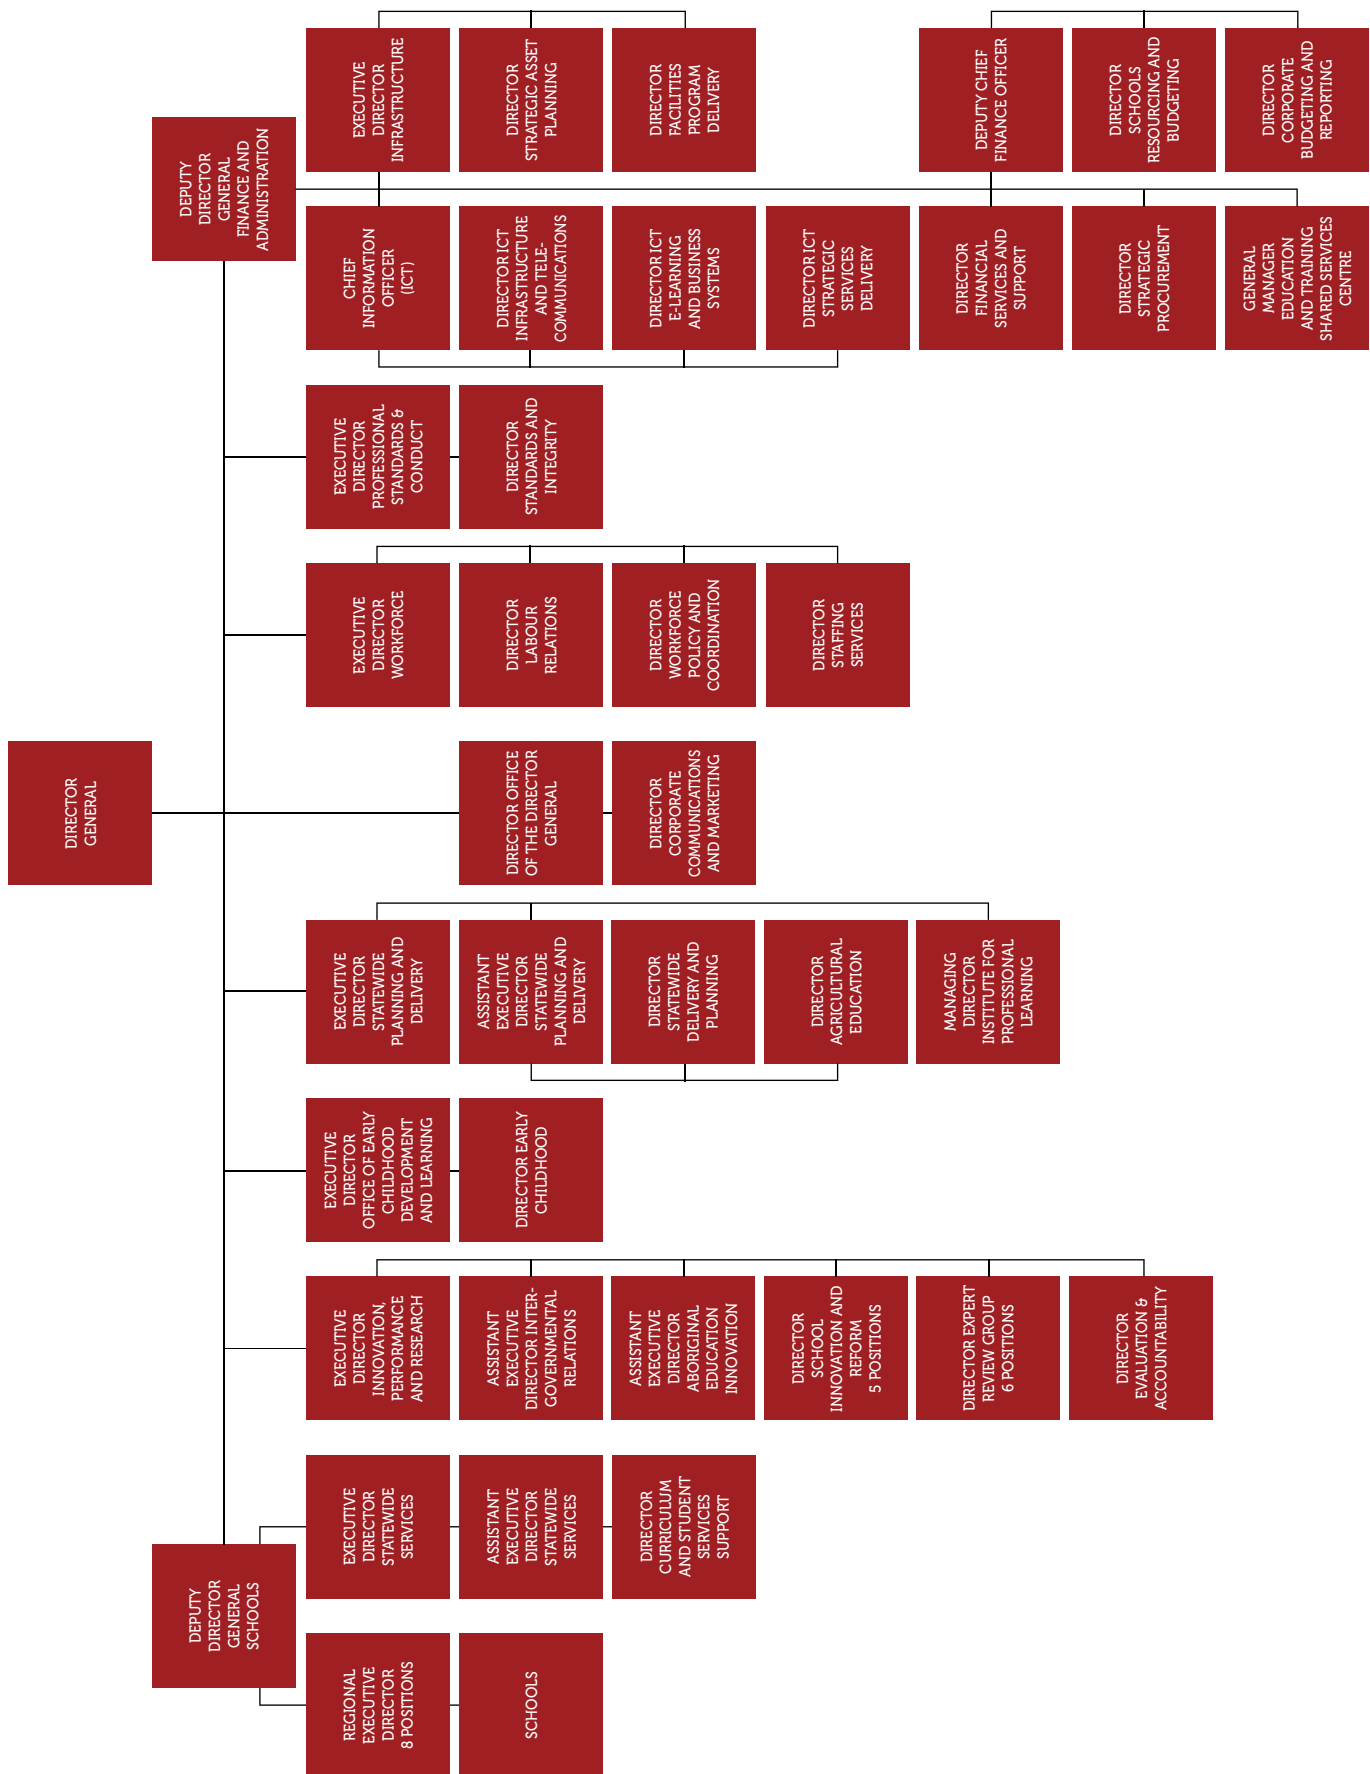 DIRECTOR
GENERAL
DEPUTY
DIRECTOR
GENERAL
SCHOOLS
DEPUTY
DIRECTOR
GENERAL
FINANCE AND
ADMINISTRATION
REGIONAL
EXECUTIVE
DIRECTOR
8 POSITIONS
SCHOOLS
EXECUTIVE
DIRECTOR
STATEWIDE
SERVICES
ASSISTANT
EXECUTIVE
DIRECTOR
STATEWIDE
SERVICES
DIRECTOR
CURRICULUM
AND STUDENT
SERVICES
SUPPORT
EXECUTIVE
DIRECTOR
INNOVATION,
PERFORMANCE
AND RESEARCH
ASSISTANT
EXECUTIVE
DIRECTOR INTER-
GOVERNMENTAL
RELATIONS
ASSISTANT
EXECUTIVE
DIRECTOR
ABORIGINAL
EDUCATION
INNOVATION
DIRECTOR
SCHOOL
INNOVATION AND
REFORM
5 POSITIONS
DIRECTOR EXPERT
REVIEW GROUP
6 POSITIONS
DIRECTOR
EVALUATION &
ACCOUNTABILITY
EXECUTIVE
DIRECTOR
OFFICE OF EARLY
CHILDHOOD
DEVELOPMENT
AND LEARNING
DIRECTOR EARLY
CHILDHOOD
EXECUTIVE
DIRECTOR
STATEWIDE
PLANNING AND
DELIVERY
ASSISTANT
EXECUTIVE
DIRECTOR
STATEWIDE
PLANNING AND
DELIVERY
DIRECTOR
STATEWIDE
DELIVERY AND
PLANNING
DIRECTOR
AGRICULTURAL
EDUCATION
MANAGING
DIRECTOR
INSTITUTE FOR
PROFESSIONAL
LEARNING
DIRECTOR OFFICE
OF THE DIRECTOR
GENERAL
DIRECTOR
CORPORATE
COMMUNICATIONS
AND MARKETING
EXECUTIVE
DIRECTOR
WORKFORCE
DIRECTOR
LABOUR
RELATIONS
DIRECTOR
WORKFORCE
POLICY AND
COORDINATION
DIRECTOR
STAFFING
SERVICES
EXECUTIVE
DIRECTOR
PROFESSIONAL
STANDARDS &
CONDUCT
DIRECTOR
STANDARDS AND
INTEGRITY
CHIEF
INFORMATION
OFFICER
(ICT)
DIRECTOR ICT
INFRASTRUCTURE
AND TELE-
COMMUNICATIONS
DIRECTOR ICT
E-LEARNING
AND BUSINESS
SYSTEMS
DIRECTOR ICT
STRATEGIC
SERVICES
DELIVERY
DIRECTOR
FINANCIAL
SERVICES AND
SUPPORT
DIRECTOR
STRATEGIC
PROCUREMENT
GENERAL
MANAGER
EDUCATION
AND TRAINING
SHARED SERVICES
CENTRE
EXECUTIVE
DIRECTOR
INFRASTRUCTURE
DIRECTOR
STRATEGIC ASSET
PLANNING
DIRECTOR
FACILITIES
PROGRAM
DELIVERY
DEPUTY CHIEF
FINANCE OFFICER
DIRECTOR
SCHOOLS
RESOURCING AND
BUDGETING
DIRECTOR
CORPORATE
BUDGETING AND
REPORTING